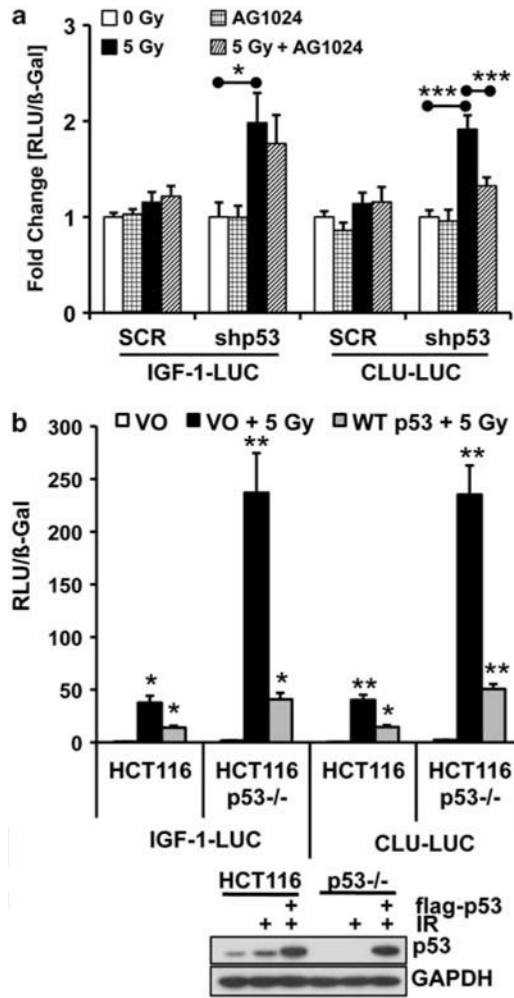 a
0 Gy AG1024
5 Gy 5 Gy + AG1024
Fold Change [RLU/ß-Gal]
3
2
1
0
* *** ***
SCR shp53 SCR shp53
IGF-1-LUC CLU-LUC
b
VO VO + 5 Gy WT p53 + 5 Gy
RLU/ß-Gal
300
250
200
150
100
50
0
** **
* * * ** * **
HCT116 HCT116 p53-/- HCT116 HCT116 p53-/-
IGF-1-LUC CLU-LUC
HCT116 p53-/-
+ + flag-p53
+ + + + IR
p53
GAPDH